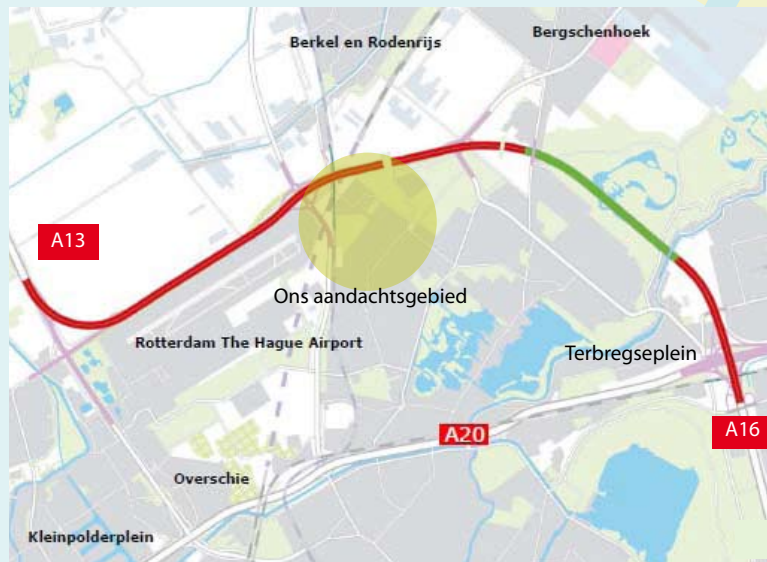 Bergschenhoek
Berkel en Rodenrijs
A13
Ons aandachtsgebied
Rotterdam The Hague Airport
Terbregseplein
A20
A16
Overschie
Kleinpolderplein